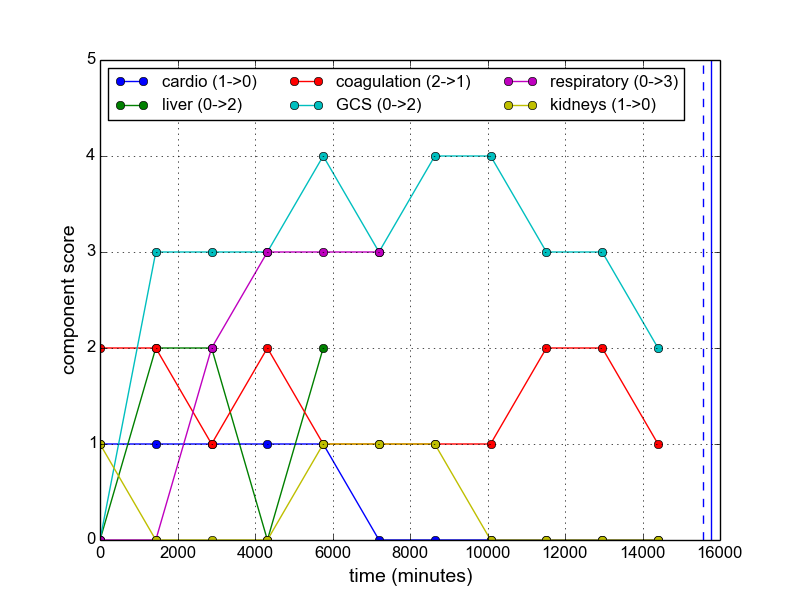 5
cardio (1->0) coagulation (2->1) respiratory (0->3)
liver (0->2) GCS (0->2) kidneys (1->0)
4
3
component score
2
1
0
0 2000 4000 6000 8000 10000 12000 14000 16000
time (minutes)